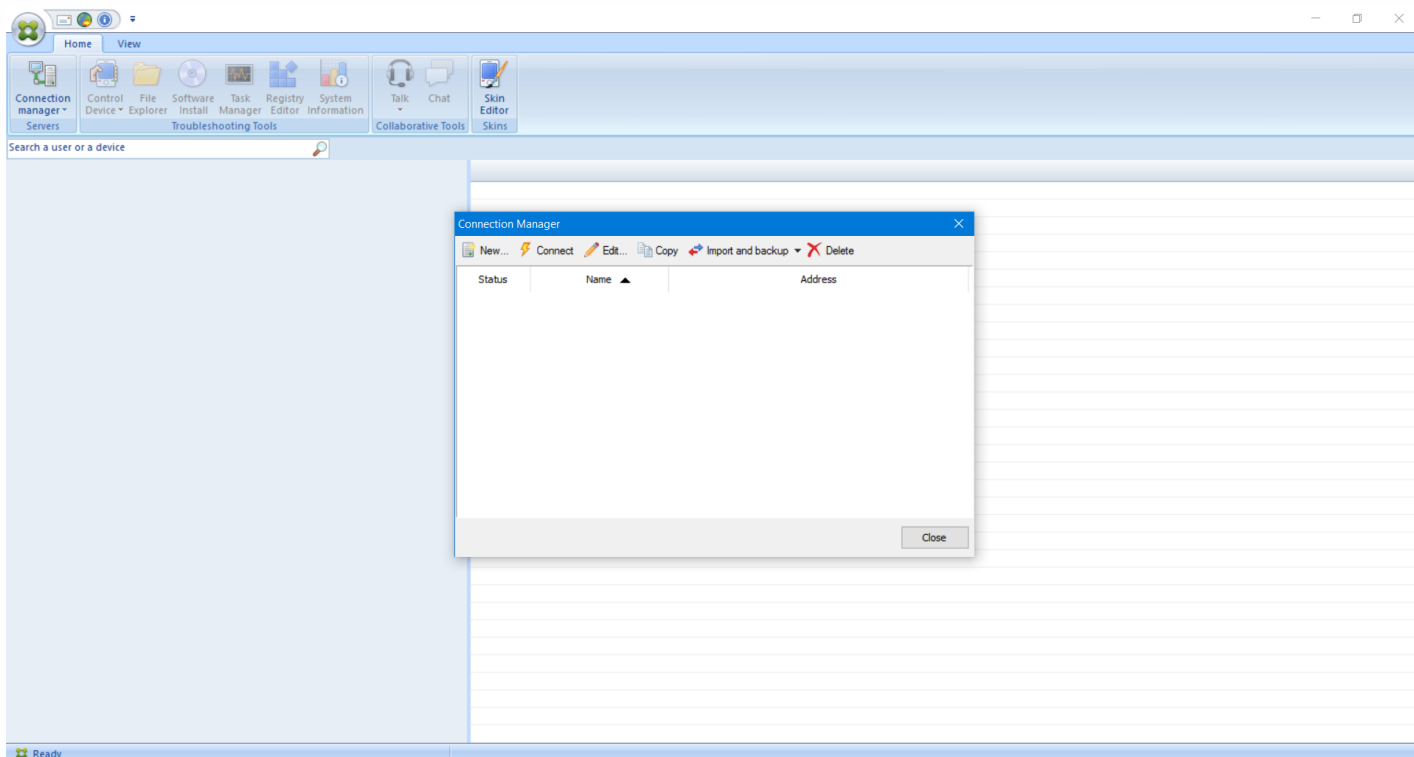 Home View
Connection manager
Control Device
File Explorer
Software Install
Task Manager
Registry Editor
System Information
Talk
Chat
Skin Editor
Servers Troubleshooting Tools Collaborative Tools Skins
Search a user or a device
Connection Manager
New... Connect Edit... Copy Import and backup Delete
Status Name Address
Close
Ready